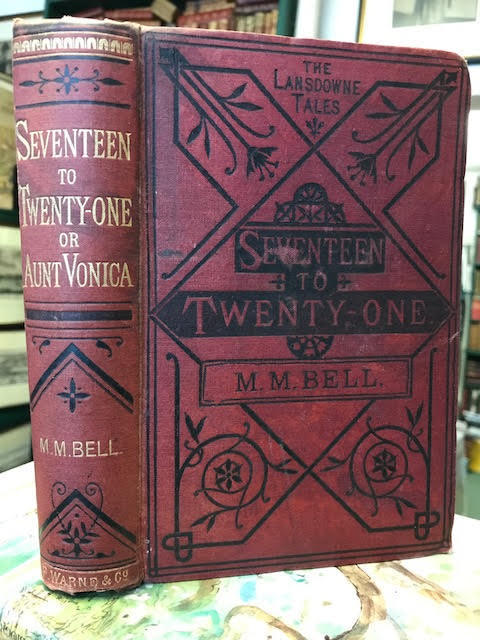 SEVENTEEN
TO
TWENTY-ONE
OR
AUNT VONICA
M.M.BELL.
F. WARNE & Co.
THE
LANSDOWNE
TALES
SEVENTEEN
TO
TWENTY-ONE.
M. M. BELL.